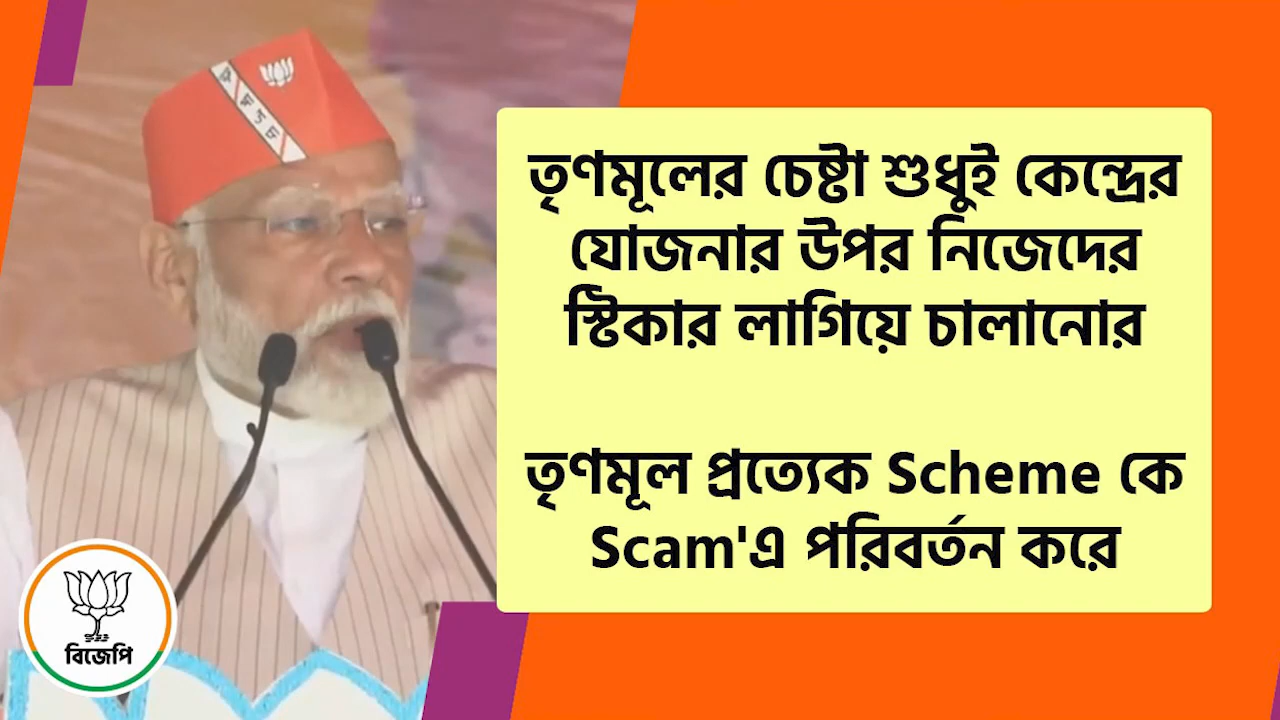 তৃণমূলের চেষ্টা শুধুই কেন্দ্রের
যোজনার উপর নিজেদের
স্টিকার লাগিয়ে চালানোর
তৃণমূল প্রত্যেক Scheme কে
Scam'এ পরিবর্তন করে
বিজেপি